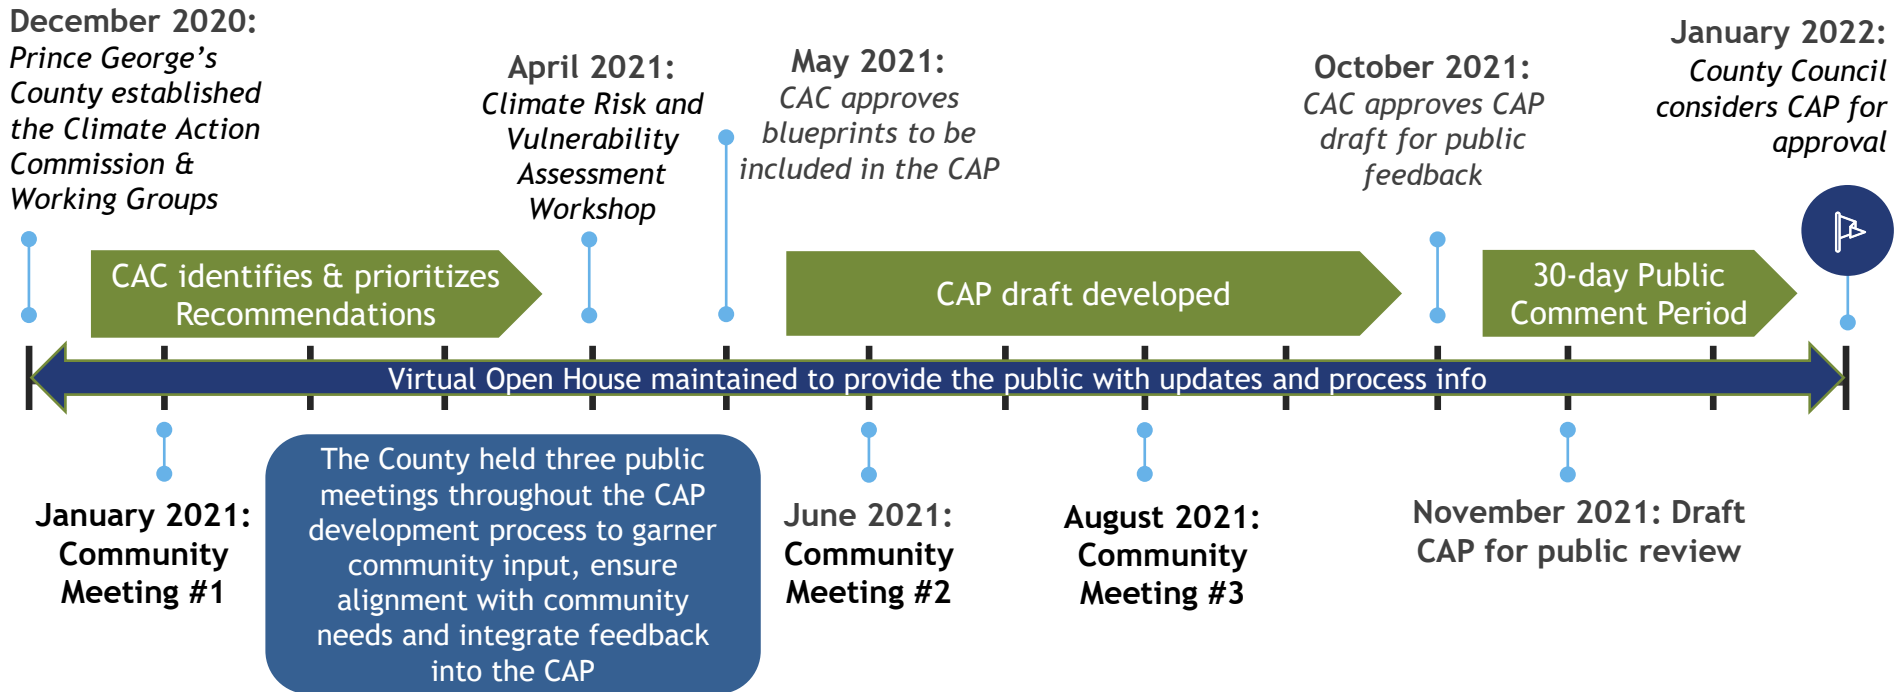 December 2020:
Prince George’s
County established
the Climate Action
Commission &
Working Groups
April 2021:
Climate Risk and
Vulnerability
Assessment
Workshop
May 2021:
CAC approves
blueprints to be
included in the CAP
October 2021:
CAC approves CAP
draft for public
feedback
January 2022:
County Council
considers CAP for
approval
CAC identifies & prioritizes
Recommendations
CAP draft developed
30-day Public
Comment Period
Virtual Open House maintained to provide the public with updates and process info
January 2021:
Community
Meeting #1
The County held three public
meetings throughout the CAP
development process to garner
community input, ensure
alignment with community
needs and integrate feedback
into the CAP
June 2021:
Community
Meeting #2
August 2021:
Community
Meeting #3
November 2021: Draft
CAP for public review